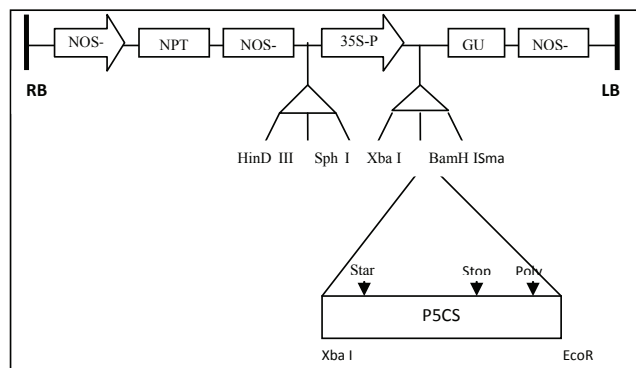 NOS- NPT NOS- 35S-P GU NOS-
RB LB
HinD III Sph I Xba I BamH ISma
Star Stop Poly
P5CS
Xba I EcoR